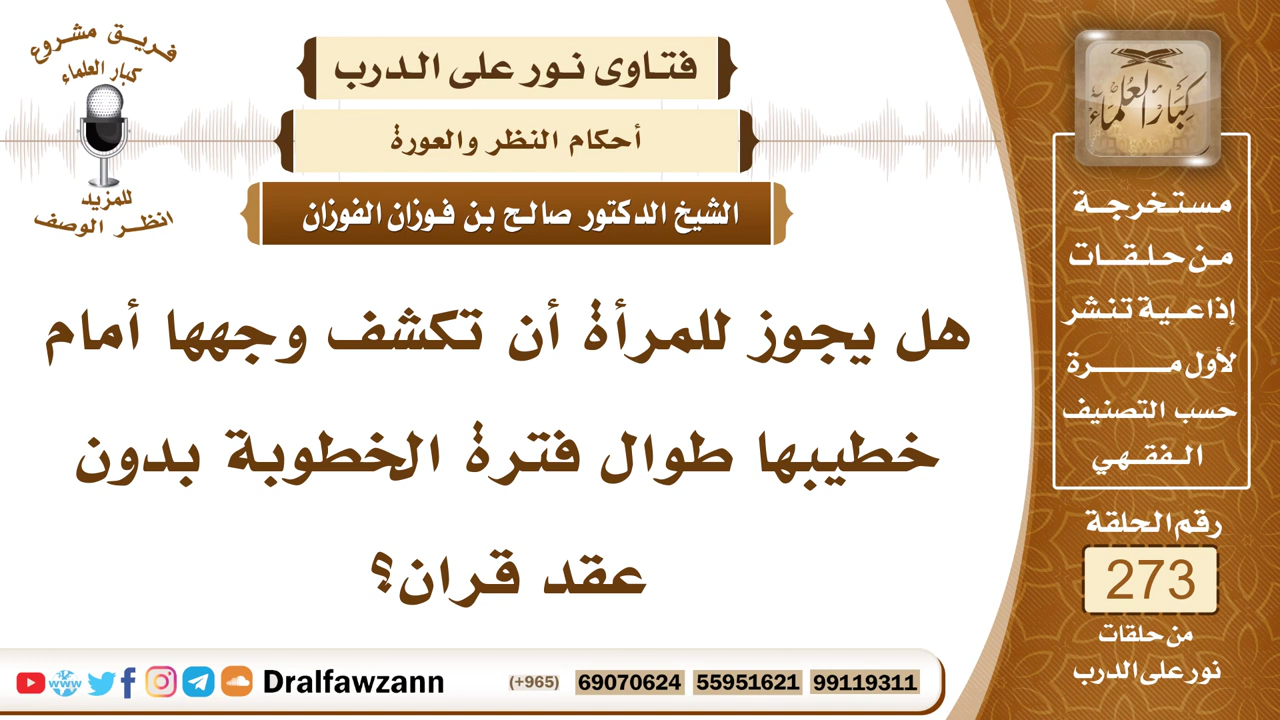 فريق مشروع
كبار العلماء
للمزيد
انظر الوصف
فتاوى نور على الدرب
أحكام النظر والعورة
الشيخ الدكتور صالح بن فوزان الفوزان
هل يجوز للمرأة أن تكشف وجهها أمام
خطيبها طوال فترة الخطوبة بدون
عقد قران؟
كبار العلماء
مستخرجة
من حلقات
إذاعية تنشر
لأول مرة
حسب التصنيف
الفقهي
رقم الحلقة
273
من حلقات
نور على الدرب
www Dralfawzann (+965) 69070624 55951621 99119311